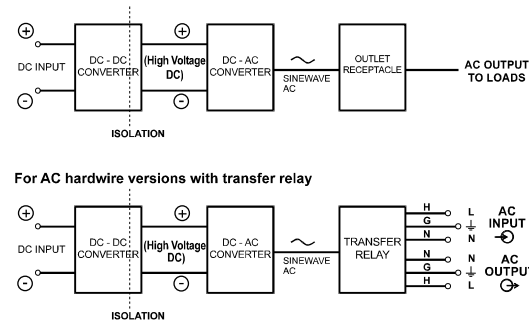 DC INPUT
DC - DC
CONVERTER
(High Voltage
DC)
DC - AC
CONVERTER
SINEWAVE
AC
OUTLET
RECEPTACLE
AC OUTPUT
TO LOADS
ISOLATION
For AC hardwire versions with transfer relay
DC INPUT
DC - DC
CONVERTER
(High Voltage
DC)
DC - AC
CONVERTER
SINEWAVE
AC
TRANSFER
RELAY
H L
G
N N
AC
INPUT
N N
G
H L
AC
OUTPUT
ISOLATION